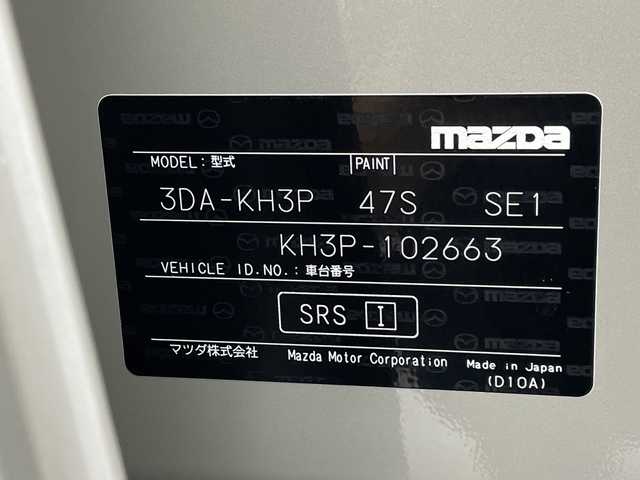 mazda
MODEL:型式 PAINT
3DA-KH3P 47S SE1
KH3P-102663
VEHICLE ID.NO.:車台番号
SRS I
マツダ株式会社 Mazda Motor Corporation Made in Japan
(D10A)